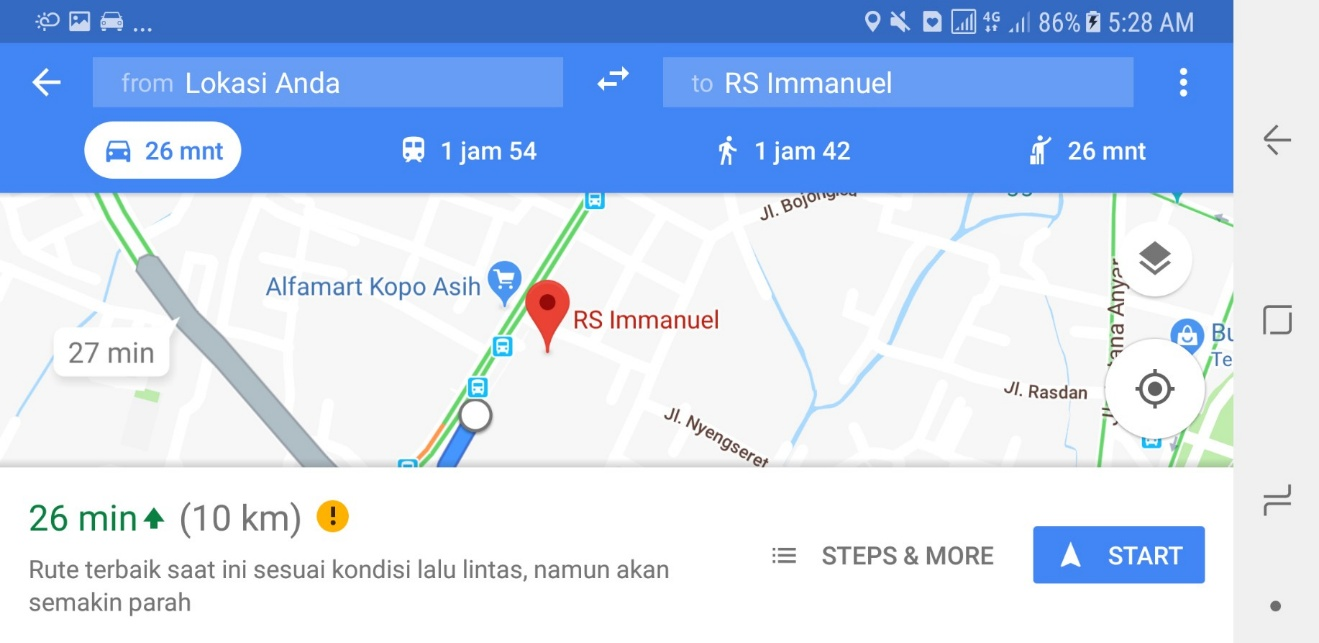 ... 4G 86% 5:28 AM
from Lokasi Anda to RS Immanuel
26 mnt 1 jam 54 1 jam 42 26 mnt
Alfamart Kopo Asih
RS Immanuel
27 min
Jl. Rasdan
Jl. Nyengseret
26 min (10 km)
Rute terbaik saat ini sesuai kondisi lalu lintas, namun akan
semakin parah
STEPS & MORE
START